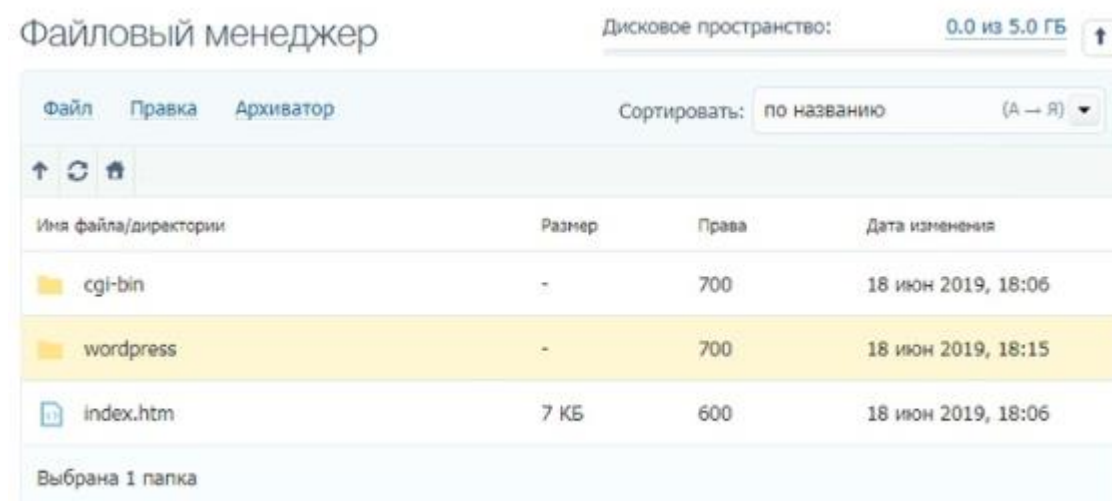 Файловый менеджер Дисковое пространство: 0.0 из 5.0 ГБ
Файл Правка Архиватор Сортировать: по названию (А → Я)
Имя файла/директории Размер Права Дата изменения
cgi-bin - 700 18 июн 2019, 18:06
wordpress - 700 18 июн 2019, 18:15
index.htm 7 КБ 600 18 июн 2019, 18:06
Выбрана 1 папка